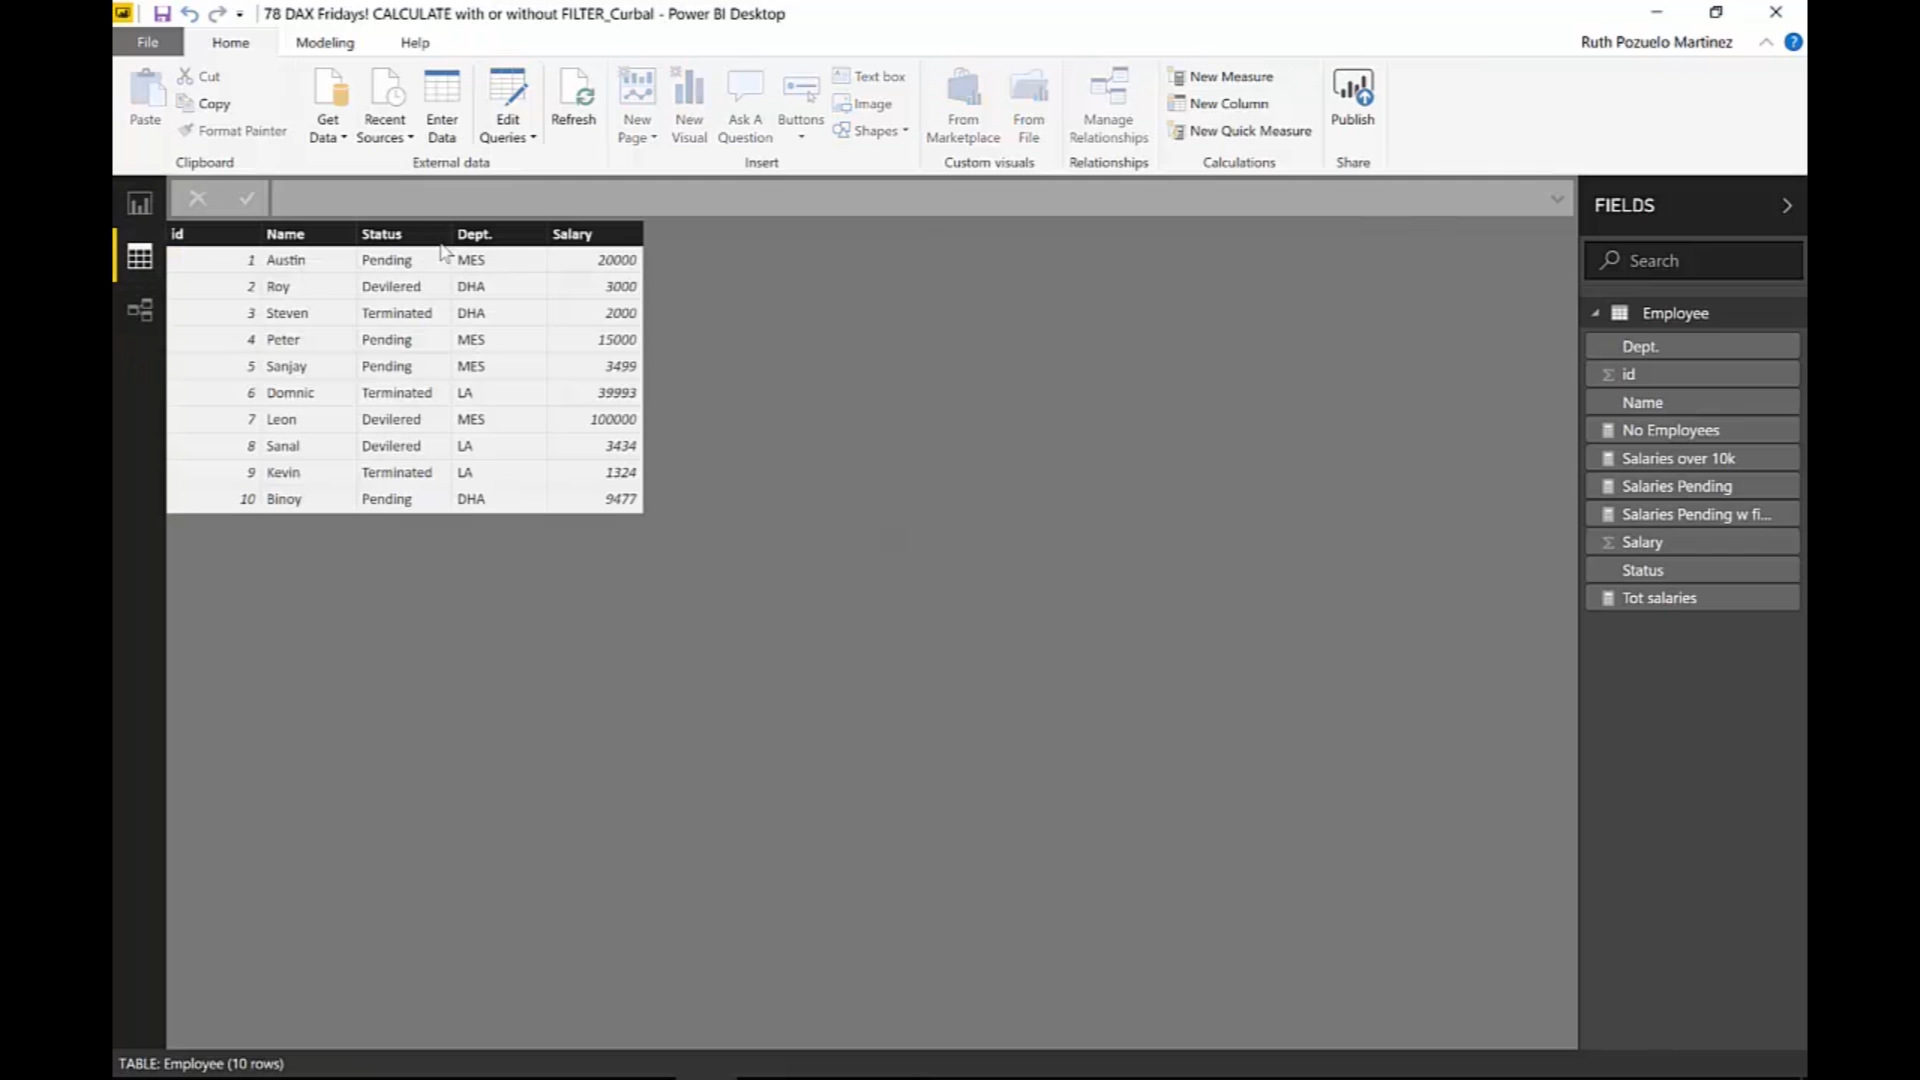 78 DAX Fridays! CALCULATE with or without FILTER_Curbal - Power BI Desktop
File Home Modeling Help Ruth Pozuelo Martinez ?
Paste
Cut
Copy
Format Painter
Clipboard
Get Data
Recent Sources
Enter Data
Edit Queries
External data
Refresh
New Page
New Visual
Ask A Question
Buttons
Text box
Image
Shapes
Insert
From Marketplace
From File
Custom visuals
Manage Relationships
Relationships
New Measure
New Column
New Quick Measure
Calculations
Publish
Share
id Name Status Dept. Salary
1 Austin Pending MES 20000
2 Roy Devilered DHA 3000
3 Steven Terminated DHA 2000
4 Peter Pending MES 15000
5 Sanjay Pending MES 3499
6 Domnic Terminated LA 39993
7 Leon Devilered MES 100000
8 Sanal Devilered LA 3434
9 Kevin Terminated LA 1324
10 Binoy Pending DHA 9477
FIELDS
Search
Employee
Dept.
Σ id
Name
No Employees
Salaries over 10k
Salaries Pending
Salaries Pending w fi...
Σ Salary
Status
Tot salaries
TABLE: Employee (10 rows)